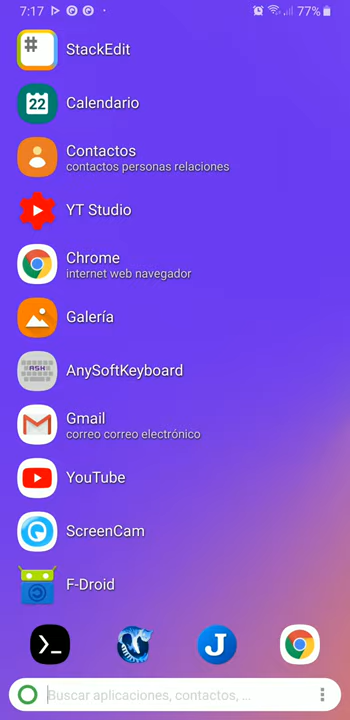 7:17
77%
StackEdit
22
Calendario
Contactos
contactos personas relaciones
YT Studio
Chrome
internet web navegador
Galería
ASK
AnySoftKeyboard
Gmail
correo correo electrónico
YouTube
ScreenCam
F-Droid
J
Buscar aplicaciones, contactos, ...